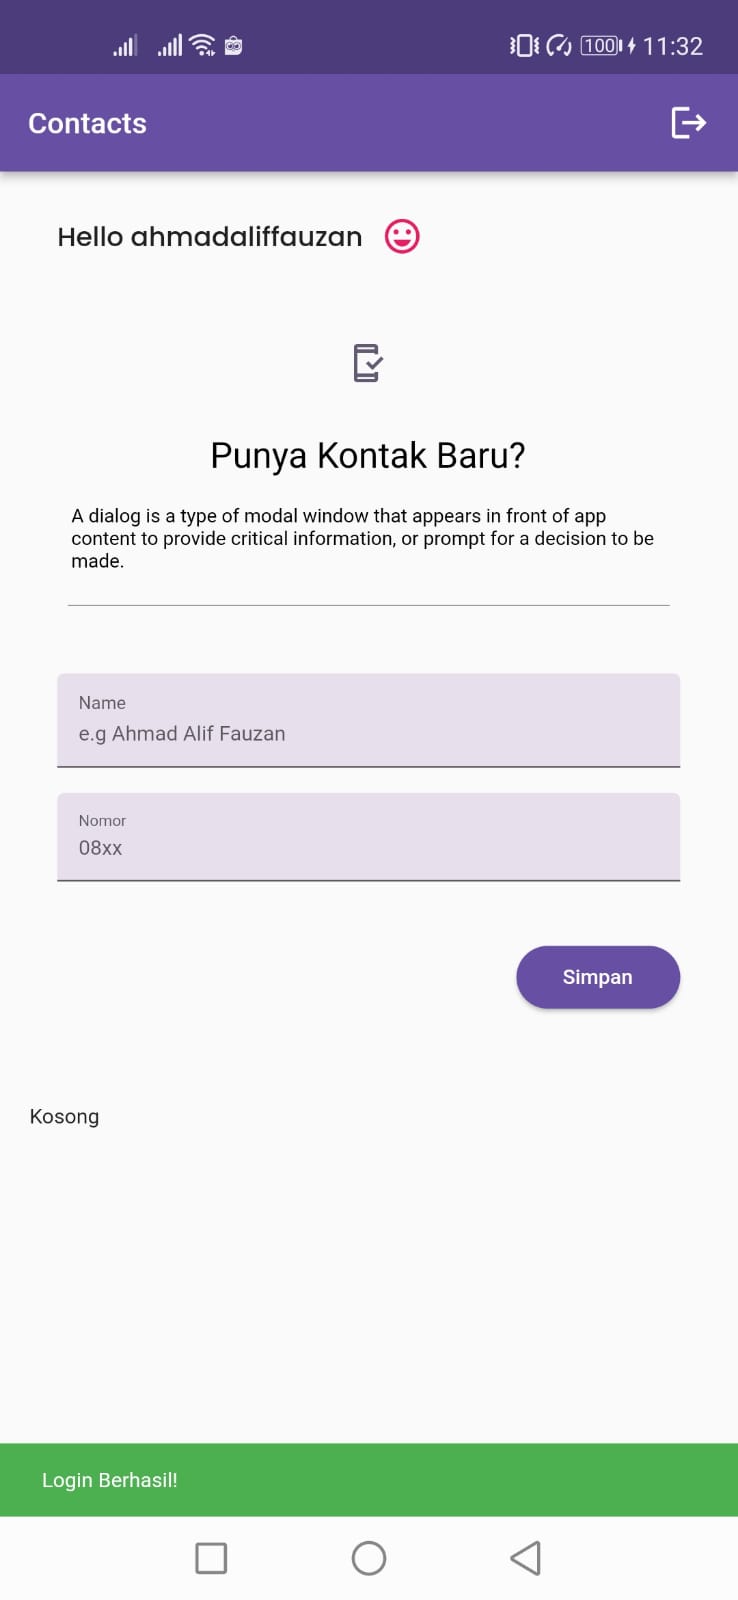 100 11:32
Contacts
Hello ahmadaliffauzan
Punya Kontak Baru?
A dialog is a type of modal window that appears in front of app
content to provide critical information, or prompt for a decision to be
made.
Name
e.g Ahmad Alif Fauzan
Nomor
08xx
Simpan
Kosong
Login Berhasil!